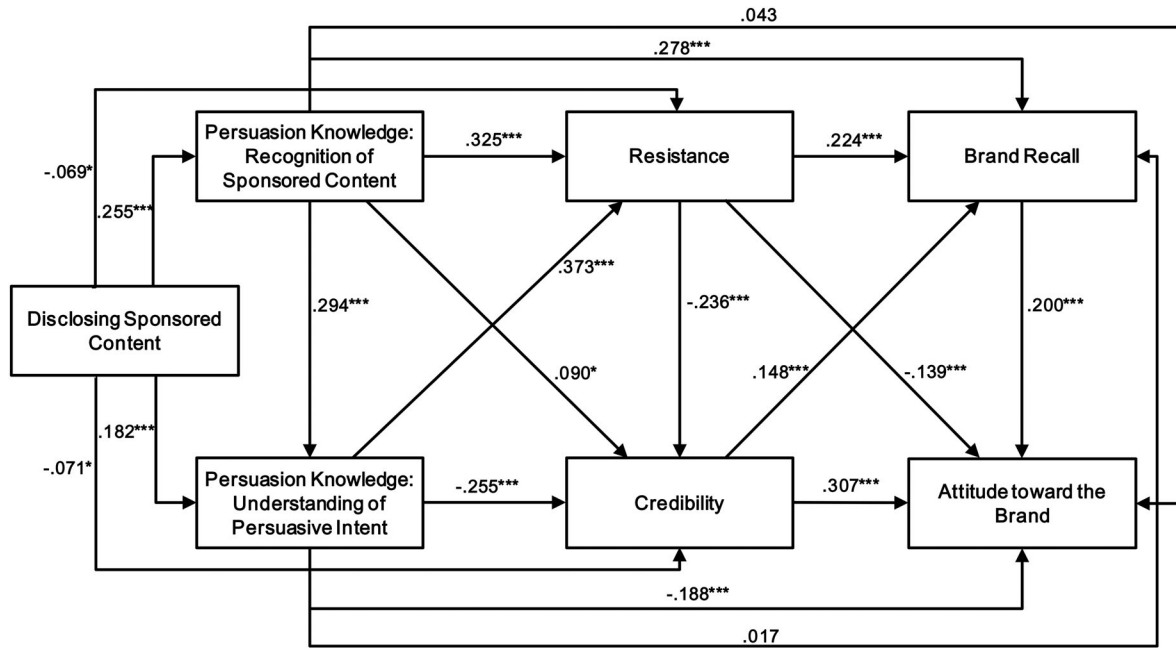 .043
.278***
Persuasion Knowledge:
Recognition of
Sponsored Content
.325***
Resistance
.224***
Brand Recall
-.069*
.255***
.373***
.294***
-.236***
.200***
Disclosing Sponsored
Content
.090*
.148***
-.139***
.182***
-.071*
Persuasion Knowledge:
Understanding of
Persuasive Intent
-.255***
Credibility
.307***
Attitude toward the
Brand
-.188***
.017